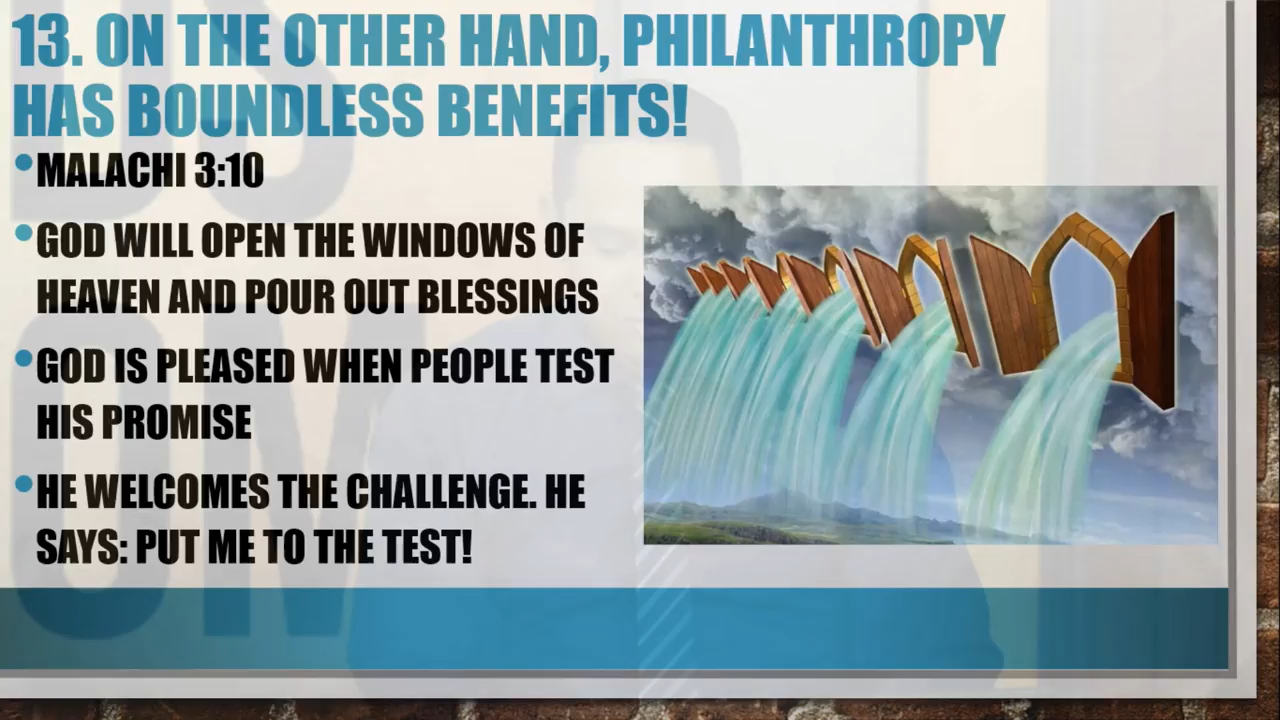 13. ON THE OTHER HAND, PHILANTHROPY
HAS BOUNDLESS BENEFITS!
•MALACHI 3:10
•GOD WILL OPEN THE WINDOWS OF
HEAVEN AND POUR OUT BLESSINGS
•GOD IS PLEASED WHEN PEOPLE TEST
HIS PROMISE
•HE WELCOMES THE CHALLENGE. HE
SAYS: PUT ME TO THE TEST!